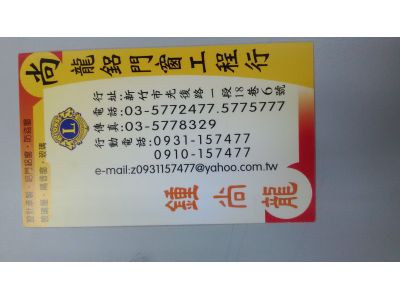 尚龍鋁門窗工程行
行址:新竹市光復路一段18巷6號
電話:03-5772477.5775777
傳真:03-5778329
行動電話:0931-157477
0910-157477
e-mail:z0931157477@yahoo.com.tw
鍾尚龍